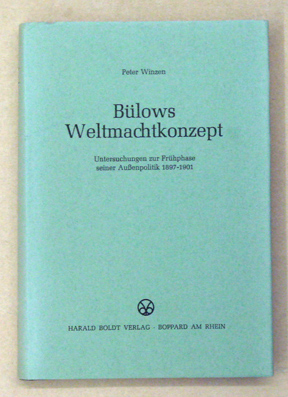 Peter Winzen
Bülows
Weltmachtkonzept
Untersuchungen zur Frühphase
seiner Außenpolitik 1897-1901
HARALD BOLDT VERLAG · BOPPARD AM RHEIN